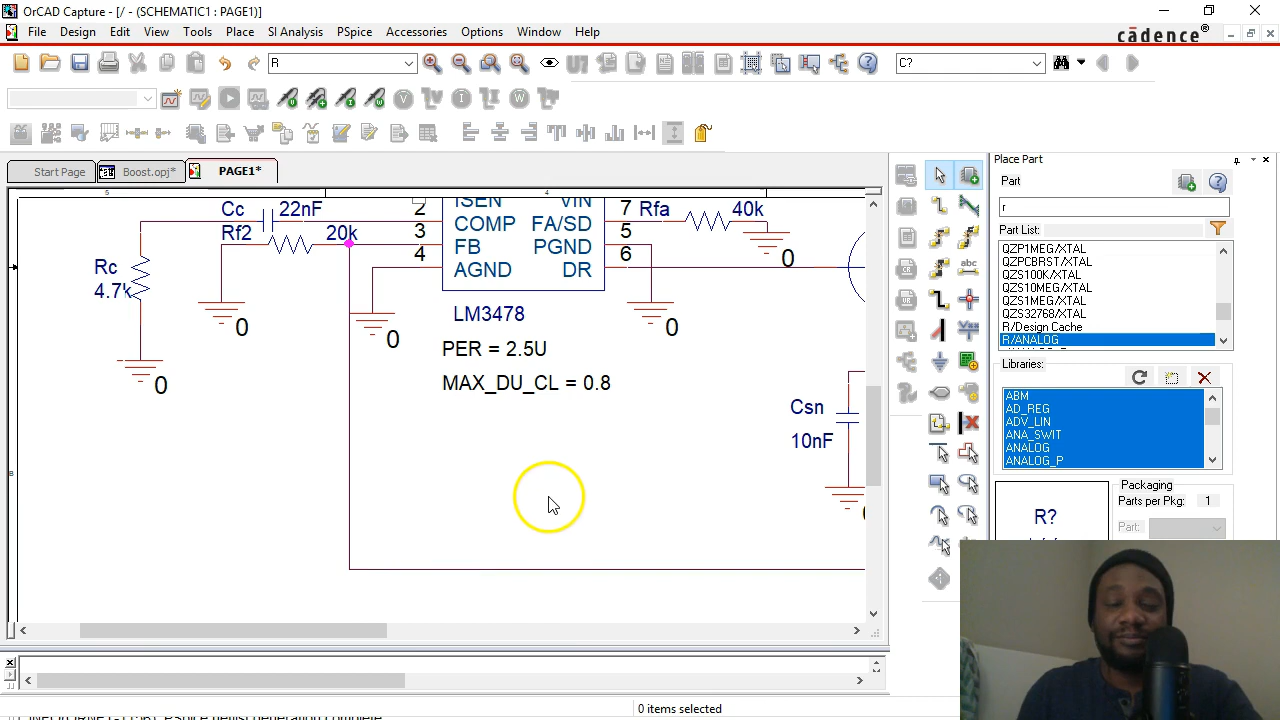 OrCAD Capture - [/ - (SCHEMATIC1 : PAGE1)]
File Design Edit View Tools Place SI Analysis PSpice Accessories Options Window Help
cādence®
R
C?
Start Page
Boost.opj*
PAGE1*
5
4
B
Cc 22nF
Rf2 20k
Rc
4.7k
0
0
0
2
3
4
ISEN
COMP
FB
AGND
VIN
FA/SD
PGND
DR
7
5
6
Rfa 40k
0
0
LM3478
PER = 2.5U
MAX_DU_CL = 0.8
Csn
10nF
Place Part
Part
r
Part List:
QZP1MEG/XTAL
QZPCBRST/XTAL
QZS100K/XTAL
QZS10MEG/XTAL
QZS1MEG/XTAL
QZS32768/XTAL
R/Design Cache
R/ANALOG
Libraries:
ABM
AD_REG
ADV_LIN
ANA_SWIT
ANALOG
ANALOG_P
R?
Packaging
Parts per Pkg: 1
Part:
0 items selected